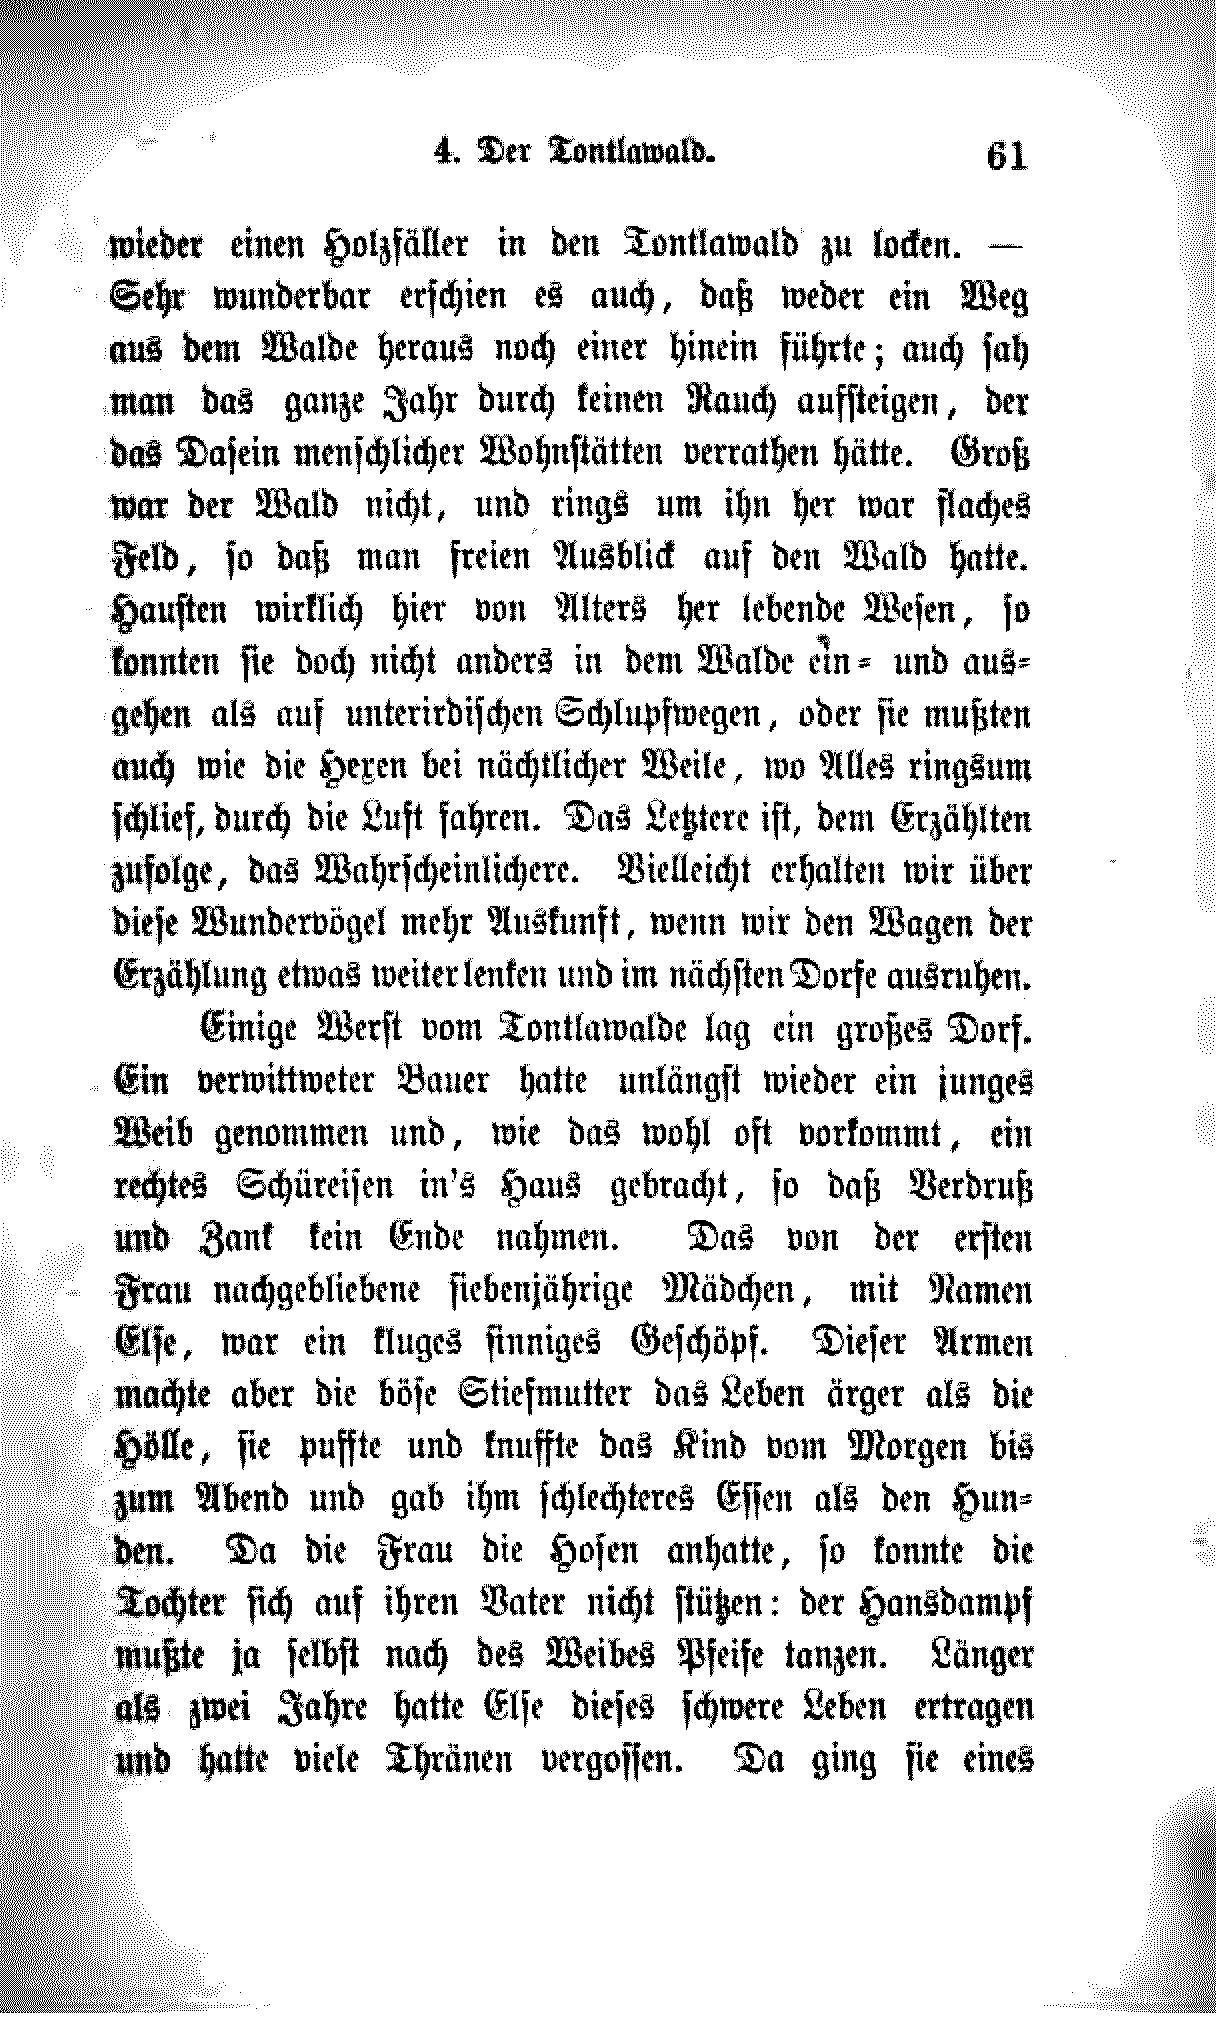 4. Der Tontlawald. 61
wieder einen Holzfäller in den Tontlawald zu locken. —
Sehr wunderbar erschien es auch, daß weder ein Weg
aus dem Walde heraus noch einer hinein führte; auch sah
man das ganze Jahr durch keinen Rauch aufsteigen, der
das Dasein menschlicher Wohnstätten verrathen hätte. Groß
war der Wald nicht, und rings um ihn her war flaches
Feld, so daß man freien Ausblick auf den Wald hatte.
Hausten wirklich hier von Alters her lebende Wesen, so
konnten sie doch nicht anders in dem Walde ein- und aus-
gehen als auf unterirdischen Schlupfwegen, oder sie mußten
auch wie die Hexen bei nächtlicher Weile, wo Alles ringsum
schlief, durch die Luft fahren. Das Letztere ist, dem Erzählten
zufolge, das Wahrscheinlichere. Vielleicht erhalten wir über
diese Wundervögel mehr Auskunft, wenn wir den Wagen der
Erzählung etwas weiter lenken und im nächsten Dorfe ausruhen.
Einige Werst vom Tontlawalde lag ein großes Dorf.
Ein verwittweter Bauer hatte unlängst wieder ein junges
Weib genommen und, wie das wohl oft vorkommt, ein
rechtes Schüreisen in's Haus gebracht, so daß Verdruß
und Zank kein Ende nahmen. Das von der ersten
Frau nachgebliebene siebenjährige Mädchen, mit Namen
Else, war ein kluges sinniges Geschöpf. Dieser Armen
machte aber die böse Stiefmutter das Leben ärger als die
Hölle, sie puffte und knuffte das Kind vom Morgen bis
zum Abend und gab ihm schlechteres Essen als den Hun-
den. Da die Frau die Hosen anhatte, so konnte die
Tochter sich auf ihren Vater nicht stützen: der Hansdampf
mußte ja selbst nach des Weibes Pfeife tanzen. Länger
als zwei Jahre hatte Else dieses schwere Leben ertragen
und hatte viele Thränen vergossen. Da ging sie eines